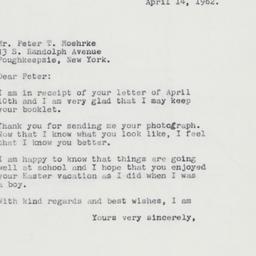 April 14, 1962.
Mr. Peter T. Moehrke
43 S. Randolph Avenue
Poughkeepsie, New York.
Dear Peter:
I am in receipt of your letter of April
10th and I am very glad that I may keep
your booklet.
Thank you for sending me your photograph.
Now that I know what you look like, I feel
that I know you better.
I am happy to know that things are going
well at school and I hope that you enjoyed
your Easter vacation as I did when I was
a boy.
With kind regards and best wishes, I am
Yours very sincerely,